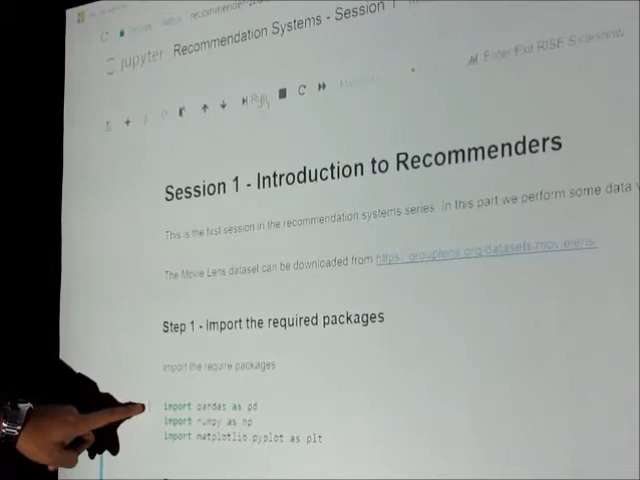 jupyter Recommendation Systems - Session 1
Run
Enter/Exit RISE Slideshow
Session 1 - Introduction to Recommenders
This is the first session in the recommendation systems series. In this part we perform some data
The Movie Lens dataset can be downloaded from https://grouplens.org/datasets/movielens/
Step 1 - Import the required packages
Import the require packages
import pandas as pd
import numpy as np
import matplotlib.pyplot as plt